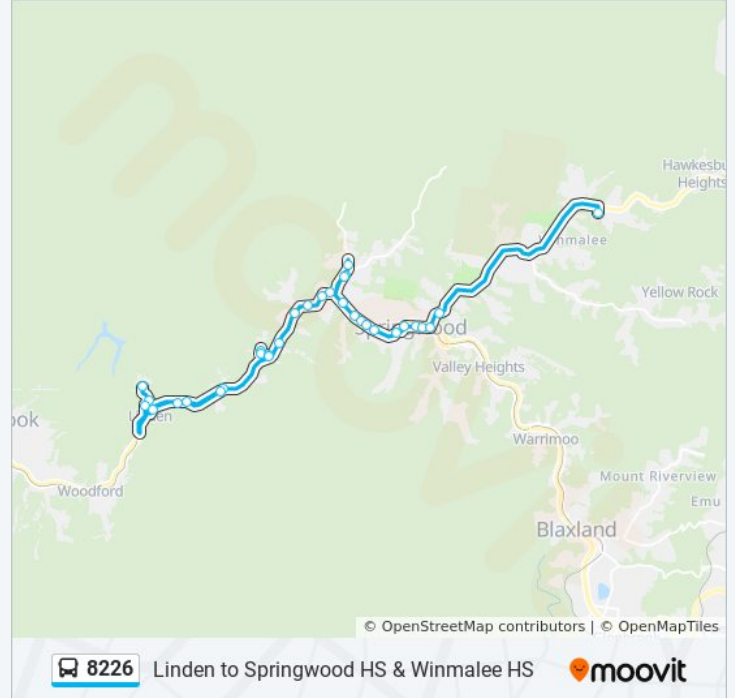 Hawkesbu
Heights
Winmalee
Yellow Rock
Springwood
Valley Heights
Linden
ook
Warrimoo
Mount Riverview
Woodford
Emu
Blaxland
© OpenStreetMap contributors | © OpenMapTiles
8226 Linden to Springwood HS & Winmalee HS moovit